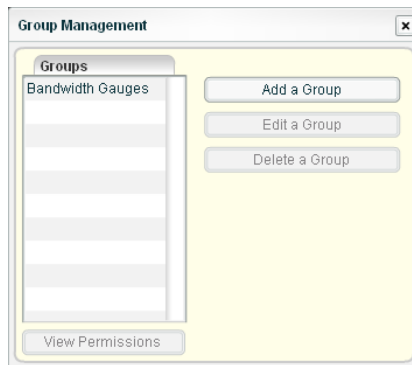 Group Management
Groups
Bandwidth Gauges
Add a Group
Edit a Group
Delete a Group
View Permissions